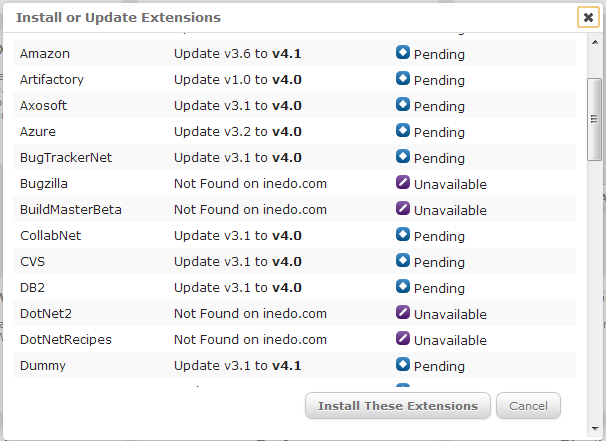 Install or Update Extensions
Amazon Update v3.6 to v4.1 Pending
Artifactory Update v1.0 to v4.0 Pending
Axosoft Update v3.1 to v4.0 Pending
Azure Update v3.2 to v4.0 Pending
BugTrackerNet Update v3.1 to v4.0 Pending
Bugzilla Not Found on inedo.com Unavailable
BuildMasterBeta Not Found on inedo.com Unavailable
CollabNet Update v3.1 to v4.0 Pending
CVS Update v3.1 to v4.0 Pending
DB2 Update v3.1 to v4.0 Pending
DotNet2 Not Found on inedo.com Unavailable
DotNetRecipes Not Found on inedo.com Unavailable
Dummy Update v3.1 to v4.1 Pending
Install These Extensions Cancel